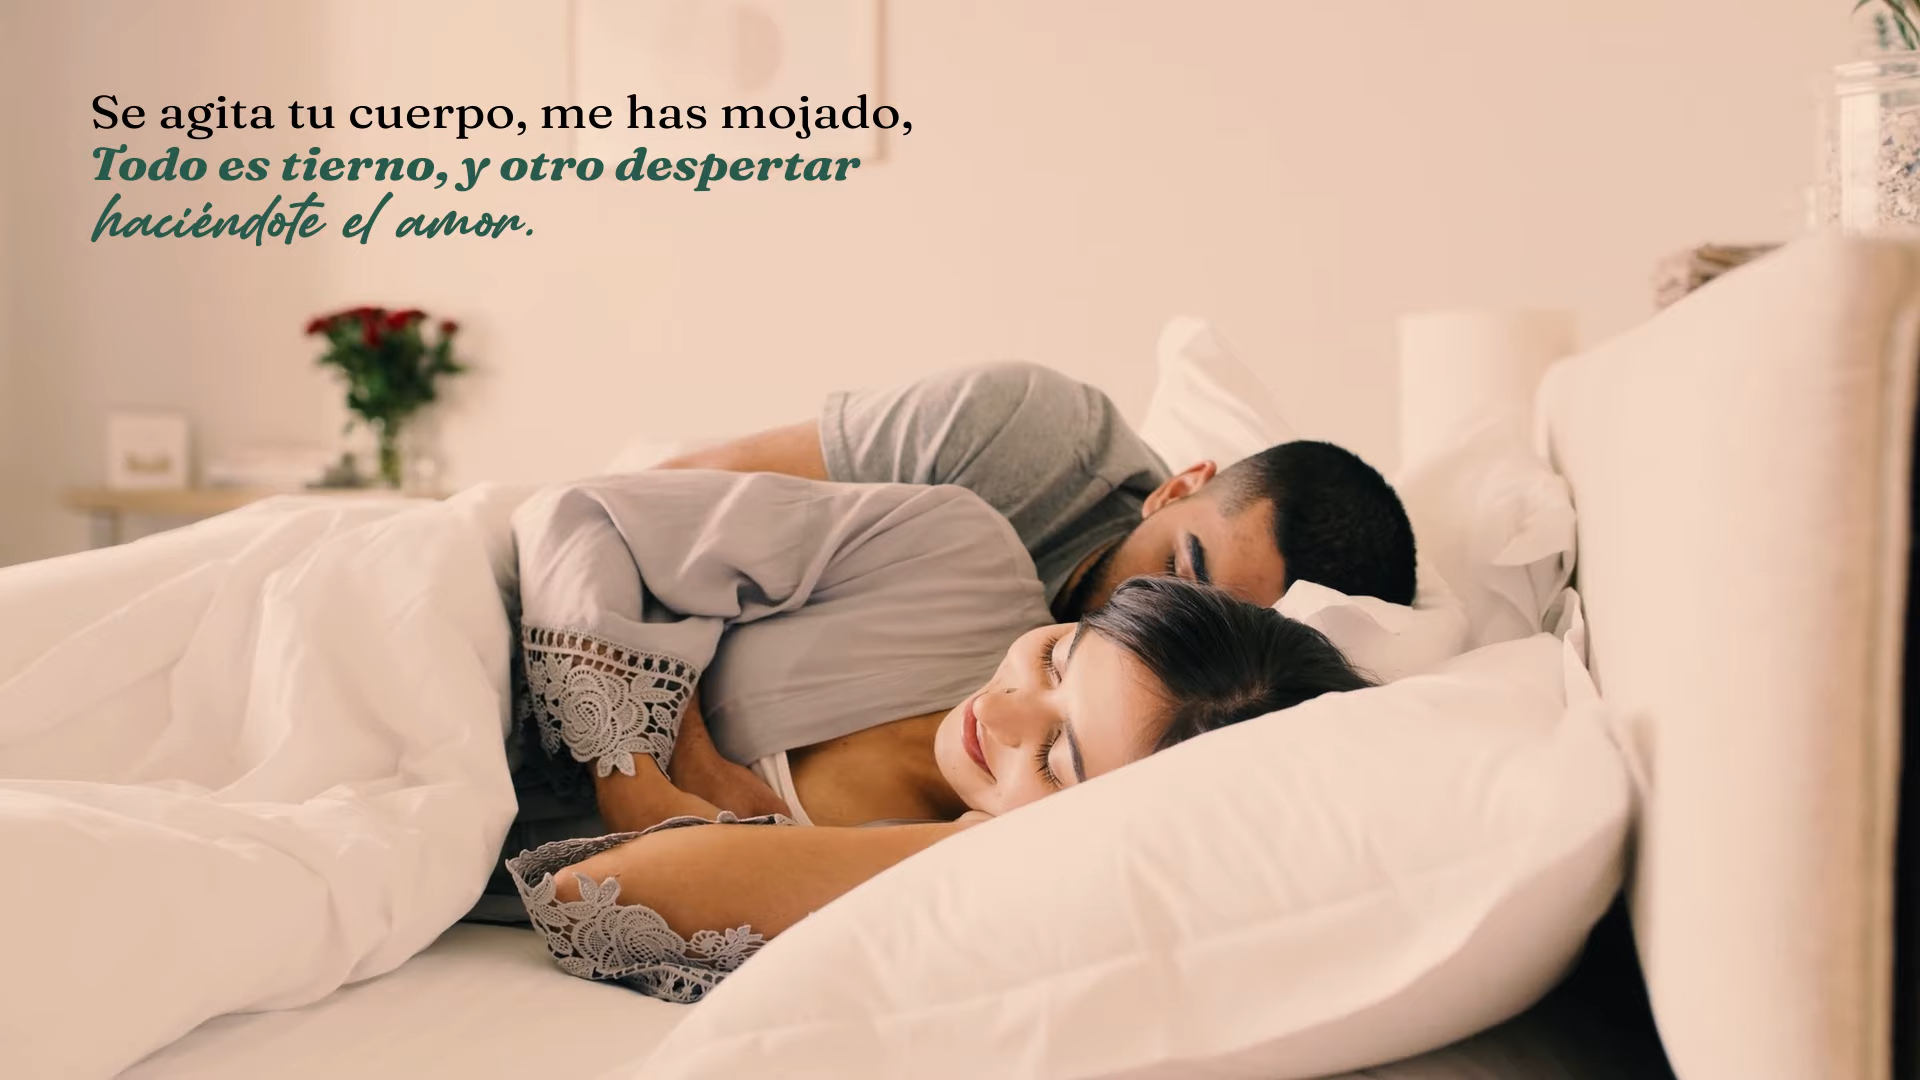 Se agita tu cuerpo, me has mojado,
Todo es tierno, y otro despertar
haciéndote el amor.